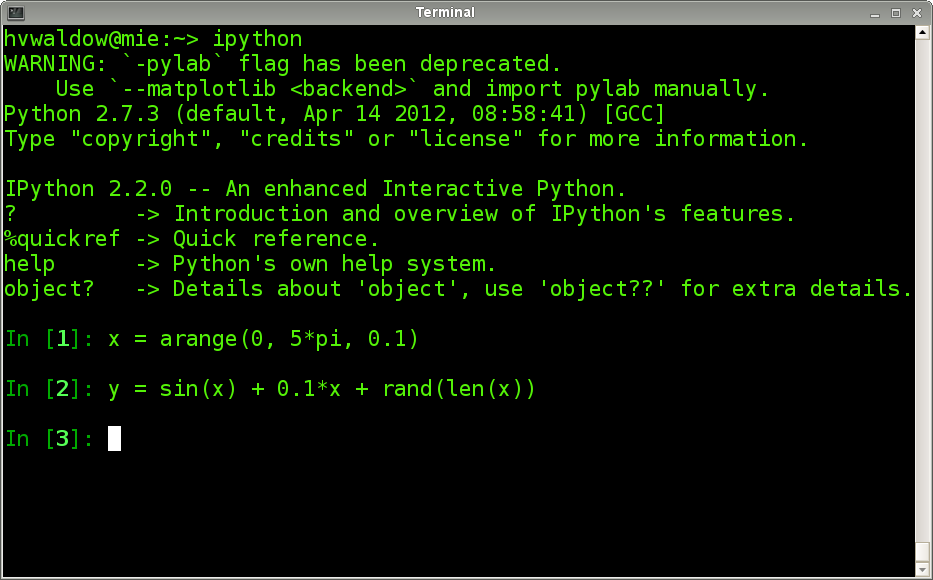 Terminal
hvwaldow@mie:~> ipython
WARNING: `-pylab` flag has been deprecated.
    Use `--matplotlib <backend>` and import pylab manually.
Python 2.7.3 (default, Apr 14 2012, 08:58:41) [GCC]
Type "copyright", "credits" or "license" for more information.

IPython 2.2.0 -- An enhanced Interactive Python.
?         -> Introduction and overview of IPython's features.
%quickref -> Quick reference.
help      -> Python's own help system.
object?   -> Details about 'object', use 'object??' for extra details.

In [1]: x = arange(0, 5*pi, 0.1)

In [2]: y = sin(x) + 0.1*x + rand(len(x))

In [3]: